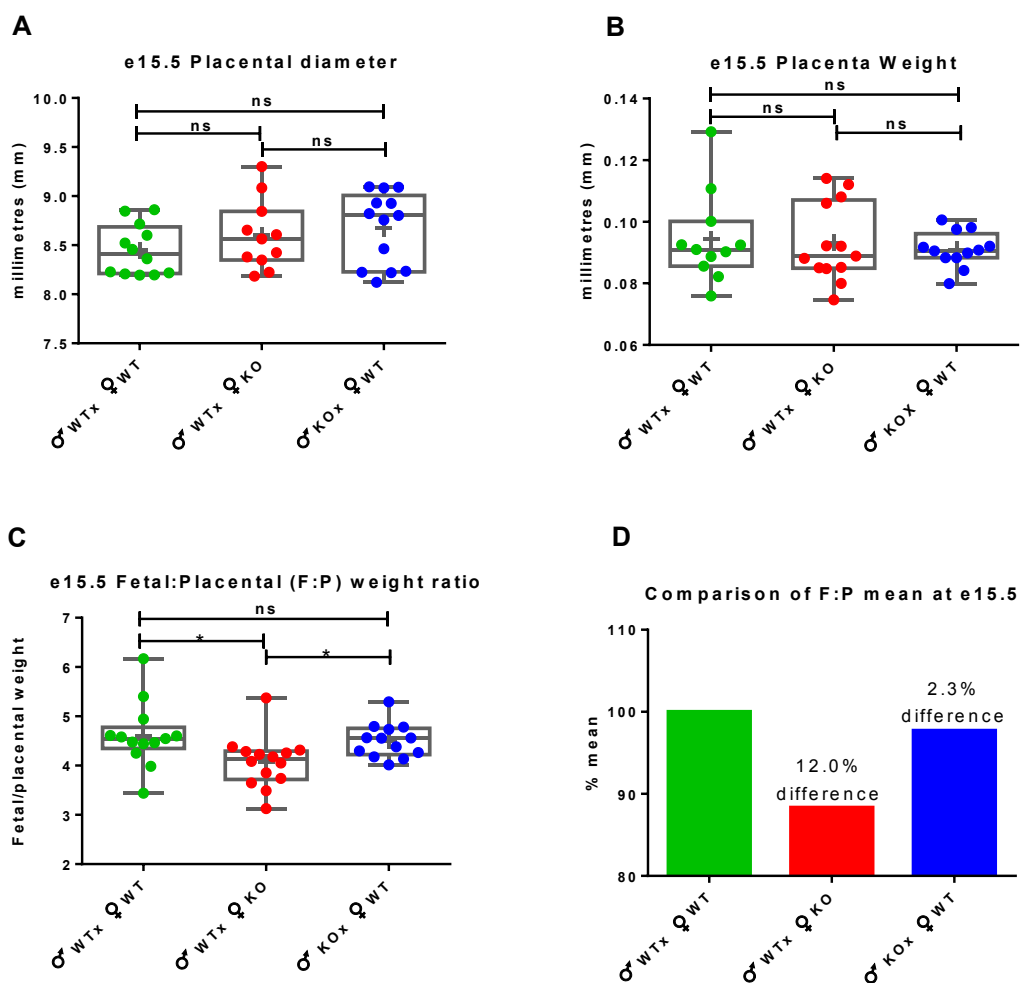 A
e15.5 Placental diameter
ns
ns
ns
millimetres (mm)
10.0
9.5
9.0
8.5
8.0
7.5
♂ WTx ♀ WT
♂ WTx ♀ KO
♂ KOx ♀ WT
B
e15.5 Placenta Weight
ns
ns
ns
millimetres (mm)
0.14
0.12
0.10
0.08
0.06
♂ WTx ♀ WT
♂ WTx ♀ KO
♂ KOX ♀ WT
C
e15.5 Fetal:Placental (F:P) weight ratio
ns
*
*
Fetal/placental weight
7
6
5
4
3
2
♂ WTx ♀ WT
♂ WTx ♀ KO
♂ KOx ♀ WT
D
Comparison of F:P mean at e15.5
% mean
110
100
90
80
12.0%
difference
2.3%
difference
♂ WTx ♀ WT
♂ WTx ♀ KO
♂ KOx ♀ WT